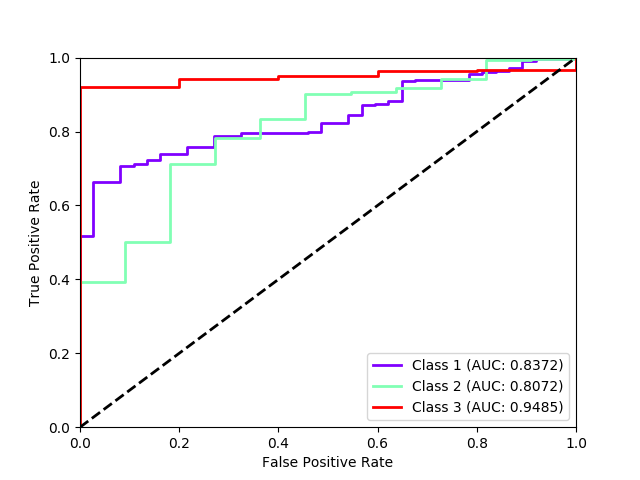 1.0
0.8
0.6
0.4
0.2
0.0
True Positive Rate
Class 1 (AUC: 0.8372)
Class 2 (AUC: 0.8072)
Class 3 (AUC: 0.9485)
0.0 0.2 0.4 0.6 0.8 1.0
False Positive Rate